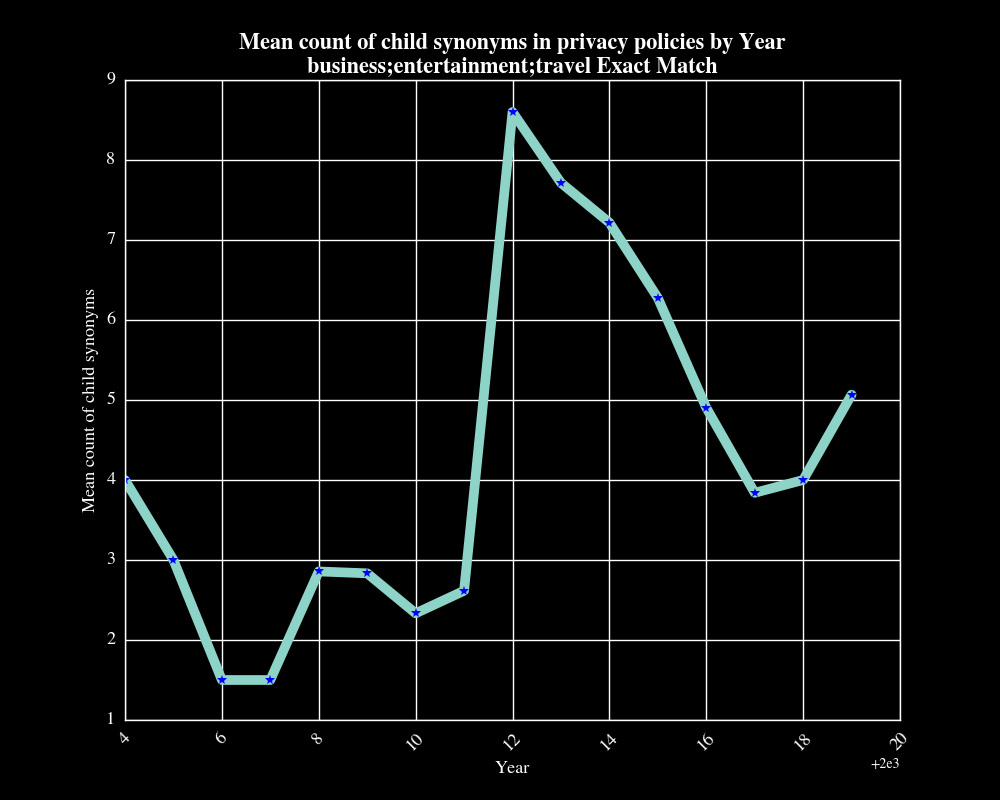 Mean count of child synonyms in privacy policies by Year
business;entertainment;travel Exact Match
9
8
7
6
5
4
3
2
1
Mean count of child synonyms
4 6 8 10 12 14 16 18 20
Year
+2e3